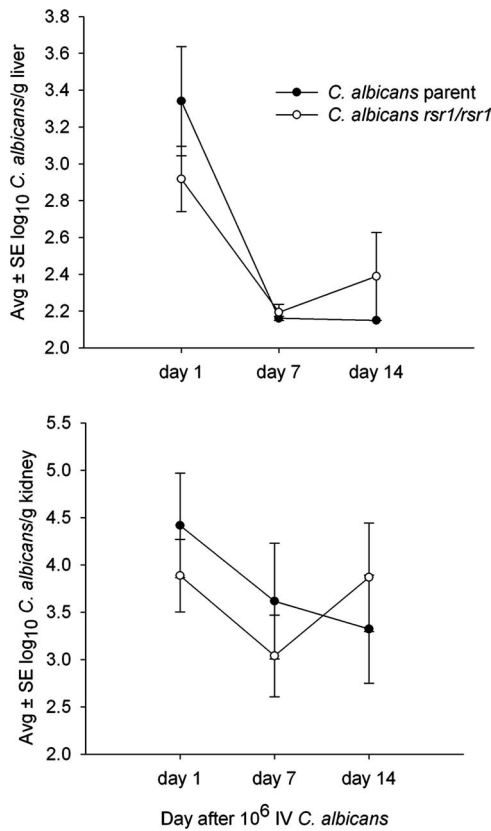 Avg ± SE log10 C. albicans/g liver
3.8
3.6
3.4
3.2
3.0
2.8
2.6
2.4
2.2
2.0
C. albicans parent
C. albicans rsr1/rsr1
day 1 day 7 day 14
Avg ± SE log10 C. albicans/g kidney
5.5
5.0
4.5
4.0
3.5
3.0
2.5
2.0
day 1 day 7 day 14
Day after 10^6 IV C. albicans